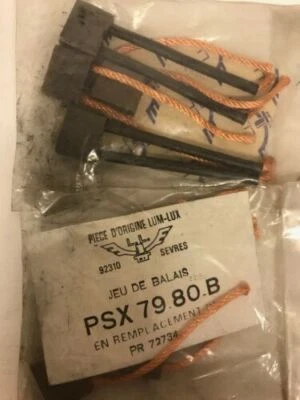 PIECE D'ORIGINE LUM-LUX
92310 SEVRES
JEU DE BALAIS
PSX 79.80.B
EN REMPLACEMENT
PR 72734